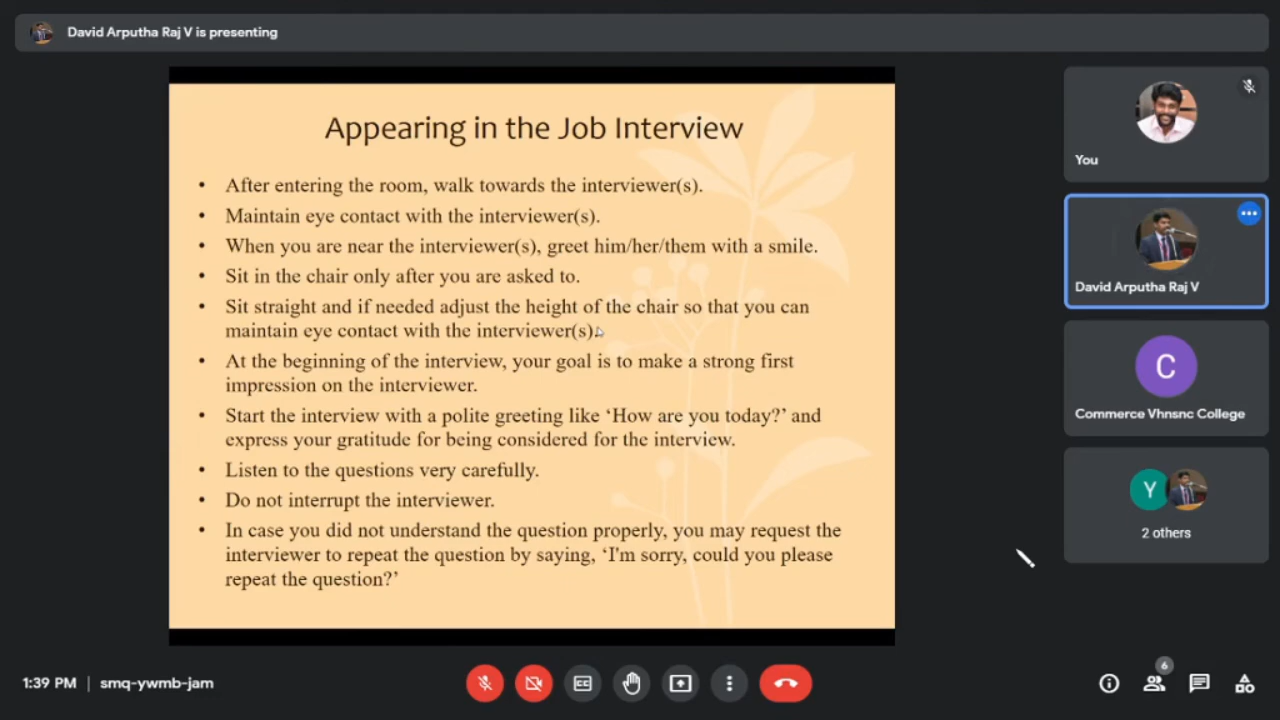 David Arputha Raj V is presenting
Appearing in the Job Interview
• After entering the room, walk towards the interviewer(s).
• Maintain eye contact with the interviewer(s).
• When you are near the interviewer(s), greet him/her/them with a smile.
• Sit in the chair only after you are asked to.
• Sit straight and if needed adjust the height of the chair so that you can
maintain eye contact with the interviewer(s).
• At the beginning of the interview, your goal is to make a strong first
impression on the interviewer.
• Start the interview with a polite greeting like ‘How are you today?’ and
express your gratitude for being considered for the interview.
• Listen to the questions very carefully.
• Do not interrupt the interviewer.
• In case you did not understand the question properly, you may request the
interviewer to repeat the question by saying, ‘I'm sorry, could you please
repeat the question?’
You
David Arputha Raj V
C
Commerce Vhnsnc College
Y
2 others
1:39 PM | smq-ywmb-jam
CC
6